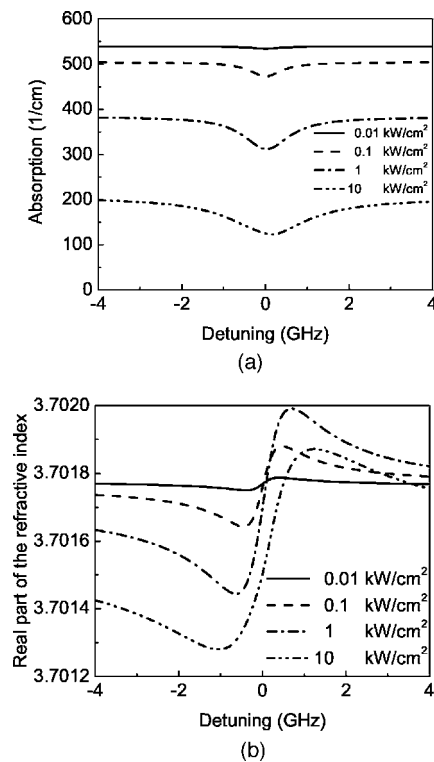 600
500
400
300
200
100
0
Absorption (1/cm)
0.01 kW/cm²
0.1 kW/cm²
1 kW/cm²
10 kW/cm²
-4 -2 0 2 4
Detuning (GHz)
(a)
3.7020
3.7018
3.7016
3.7014
3.7012
Real part of the refractive index
0.01 kW/cm²
0.1 kW/cm²
1 kW/cm²
10 kW/cm²
-4 -2 0 2 4
Detuning (GHz)
(b)